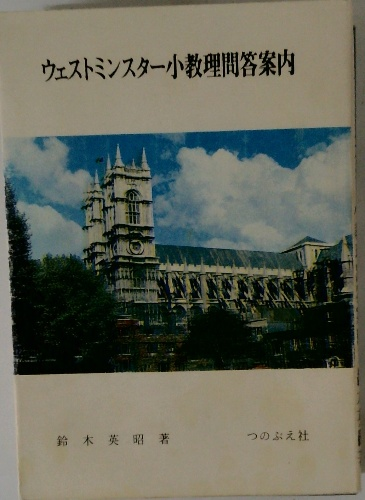 ウェストミンスター小教理問答案内
鈴木英昭著
つのぶえ社